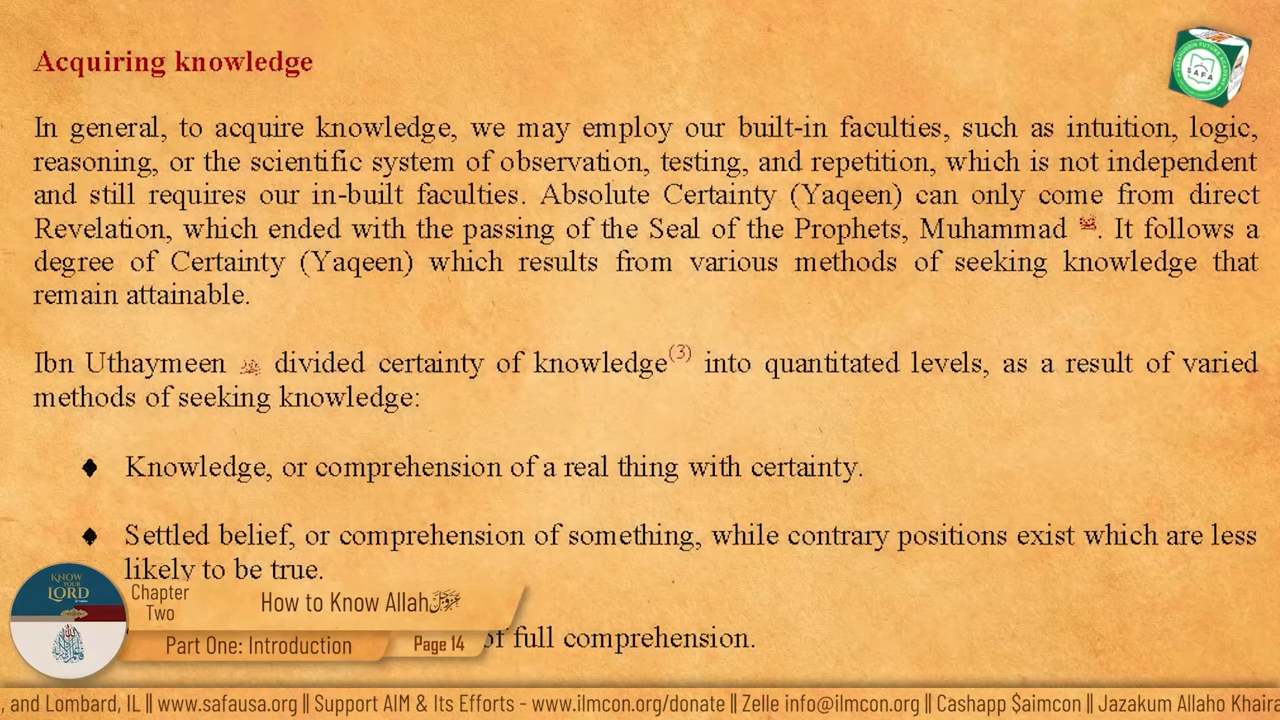 Acquiring knowledge
In general, to acquire knowledge, we may employ our built-in faculties, such as intuition, logic,
reasoning, or the scientific system of observation, testing, and repetition, which is not independent
and still requires our in-built faculties. Absolute Certainty (Yaqeen) can only come from direct
Revelation, which ended with the passing of the Seal of the Prophets, Muhammad ﷺ. It follows a
degree of Certainty (Yaqeen) which results from various methods of seeking knowledge that
remain attainable.
Ibn Uthaymeen divided certainty of knowledge(3) into quantitated levels, as a result of varied
methods of seeking knowledge:
♦ Knowledge, or comprehension of a real thing with certainty.
♦ Settled belief, or comprehension of something, while contrary positions exist which are less
likely to be true.
of full comprehension.
SAFA
KNOW
YOUR
LORD
Chapter
Two
How to Know Allah عَزَّوَجَلَّ
Part One: Introduction
Page 14
, and Lombard, IL || www.safausa.org || Support AIM & Its Efforts - www.ilmcon.org/donate || Zelle info@ilmcon.org || Cashapp $aimcon || Jazakum Allaho Khaira